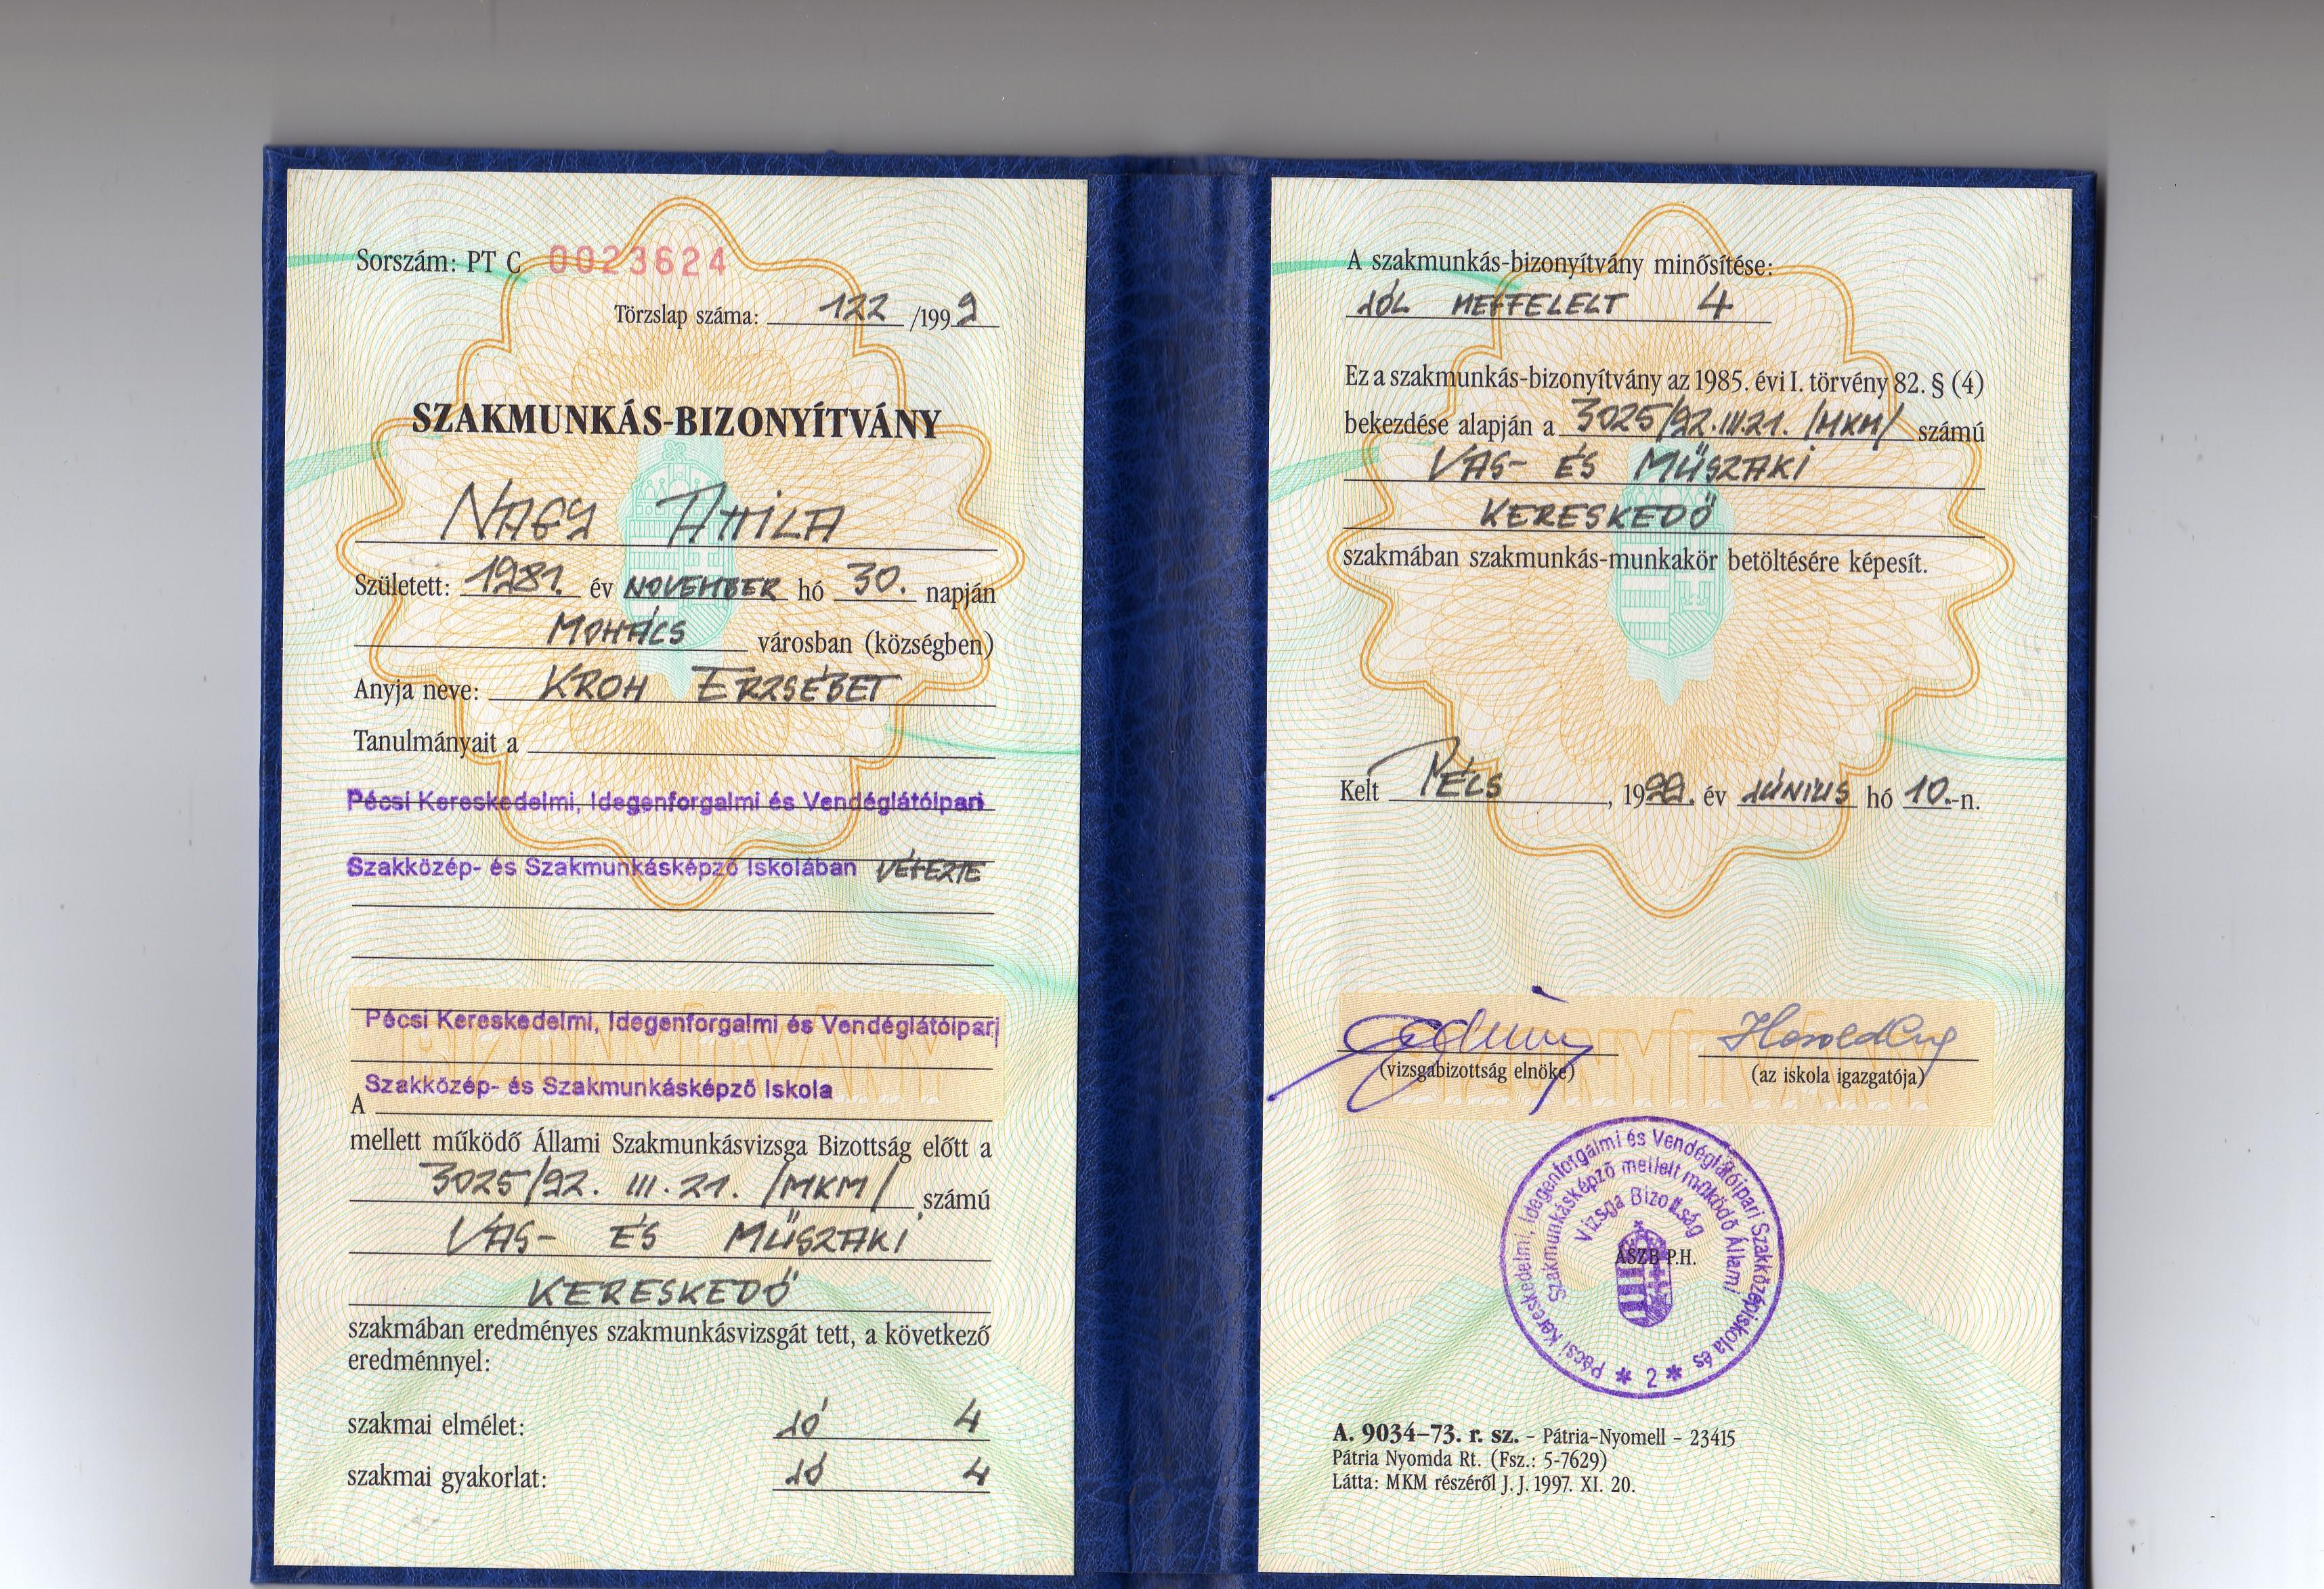 Sorszám: PT C 0023624
Törzslap száma: 122 /1999
SZAKMUNKÁS-BIZONYÍTVÁNY
NAGY ATTILA
Született: 1981. év NOVEMBER hó 30. napján
MOHÁCS városban (községben)
Anyja neve: KROH ERZSÉBET
Tanulmányait a
Pécsi Kereskedelmi, Idegenforgalmi és Vendéglátóipari
Szakközép- és Szakmunkásképző Iskolában VÉGEZTE
Pécsi Kereskedelmi, Idegenforgalmi és Vendéglátóipari
Szakközép- és Szakmunkásképző Iskola
A
mellett működő Állami Szakmunkásvizsga Bizottság előtt a
3025/92. III. 21. /MKM/ számú
VAS- ÉS MŰSZAKI
KERESKEDŐ
szakmában eredményes szakmunkásvizsgát tett, a következő
eredménnyel:
szakmai elmélet: JÓ 4
szakmai gyakorlat: JÓ 4
A szakmunkás-bizonyítvány minősítése:
JÓL MEGFELELT 4
Ez a szakmunkás-bizonyítvány az 1985. évi I. törvény 82. § (4)
bekezdése alapján a 3025/92.III.21. /MKM/ számú
VAS- ÉS MŰSZAKI
KERESKEDŐ
szakmában szakmunkás-munkakör betöltésére képesít.
Kelt PÉCS, 1999. év JÚNIUS hó 10.-n.
(vizsgabizottság elnöke)
(az iskola igazgatója)
Pécsi Kereskedelmi, Idegenforgalmi és Vendéglátóipari Szakközépiskola és
Szakmunkásképző mellett működő Állami
Vizsga Bizottság
ÁSZB P.H.
* 2 *
A. 9034–73. r. sz. – Pátria-Nyomell – 23415
Pátria Nyomda Rt. (Fsz.: 5-7629)
Látta: MKM részéről J. J. 1997. XI. 20.